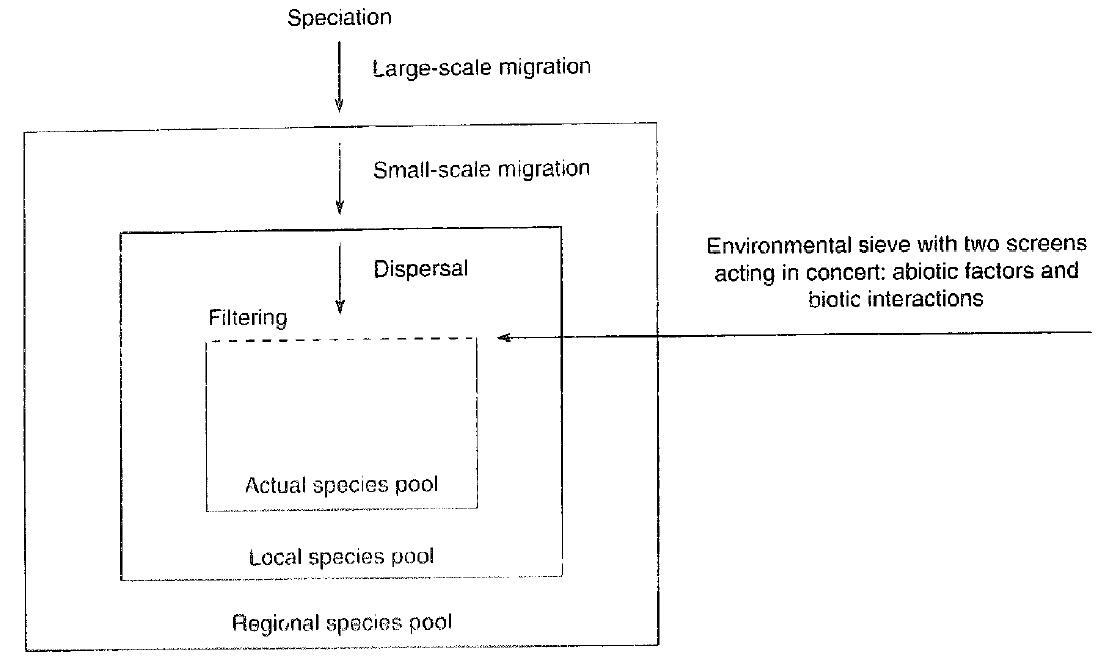 Speciation
Large-scale migration
Small-scale migration
Environmental sieve with two screens
acting in concert: abiotic factors and
biotic interactions
Dispersal
Filtering
Actual species pool
Local species pool
Regional species pool